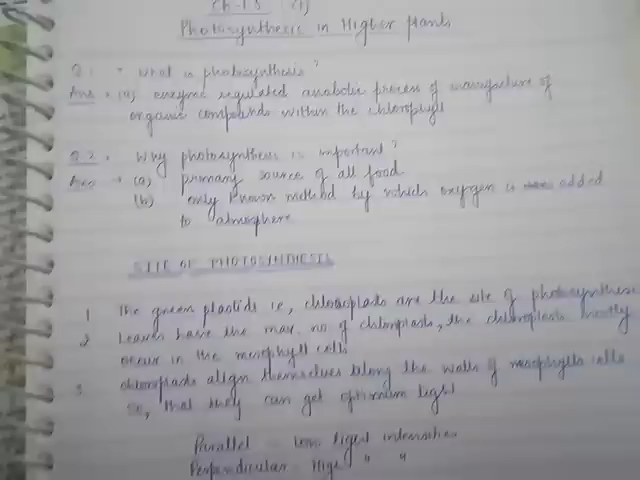 Ch-13 (1)
Photosynthesis in Higher plants
Q1. What is photosynthesis?
Ans. (a) enzyme regulated anabolic process of manufacture of
organic compounds within the chlorophyll
Q2. Why photosynthesis is important?
Ans. (a) primary source of all food
(b) only known method by which oxygen is added
to atmosphere
SITE OF PHOTOSYNTHESIS
1 The green plastids i.e, chloroplasts are the site of photosynthesis
2 Leaves have the max. no of chloroplasts, the chloroplasts mostly
occur in the mesophyll cells
3 chloroplasts align themselves along the walls of mesophylls cells
so, that they can get optimum light
Parallel - Low light intensities
Perpendicular - High " "